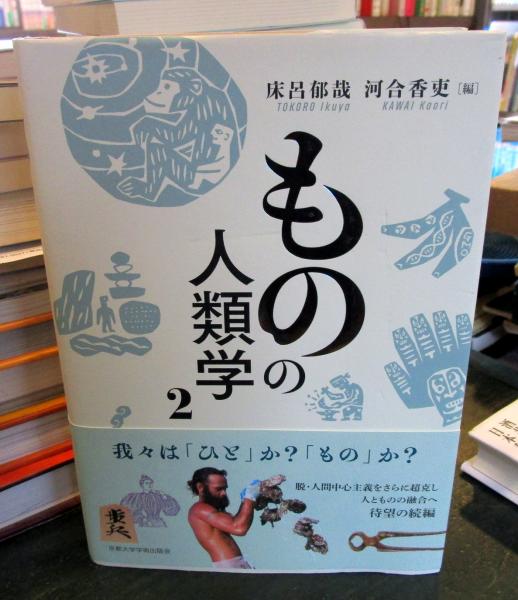 床呂郁哉 河合香吏[編]
TOKORO Ikuya KAWAI Kaori
ものの
人類学
2
我々は「ひと」か?「もの」か?
脱・人間中心主義をさらに超克し
人とものの融合へ
待望の続編
歩兵
京都大学学術出版会